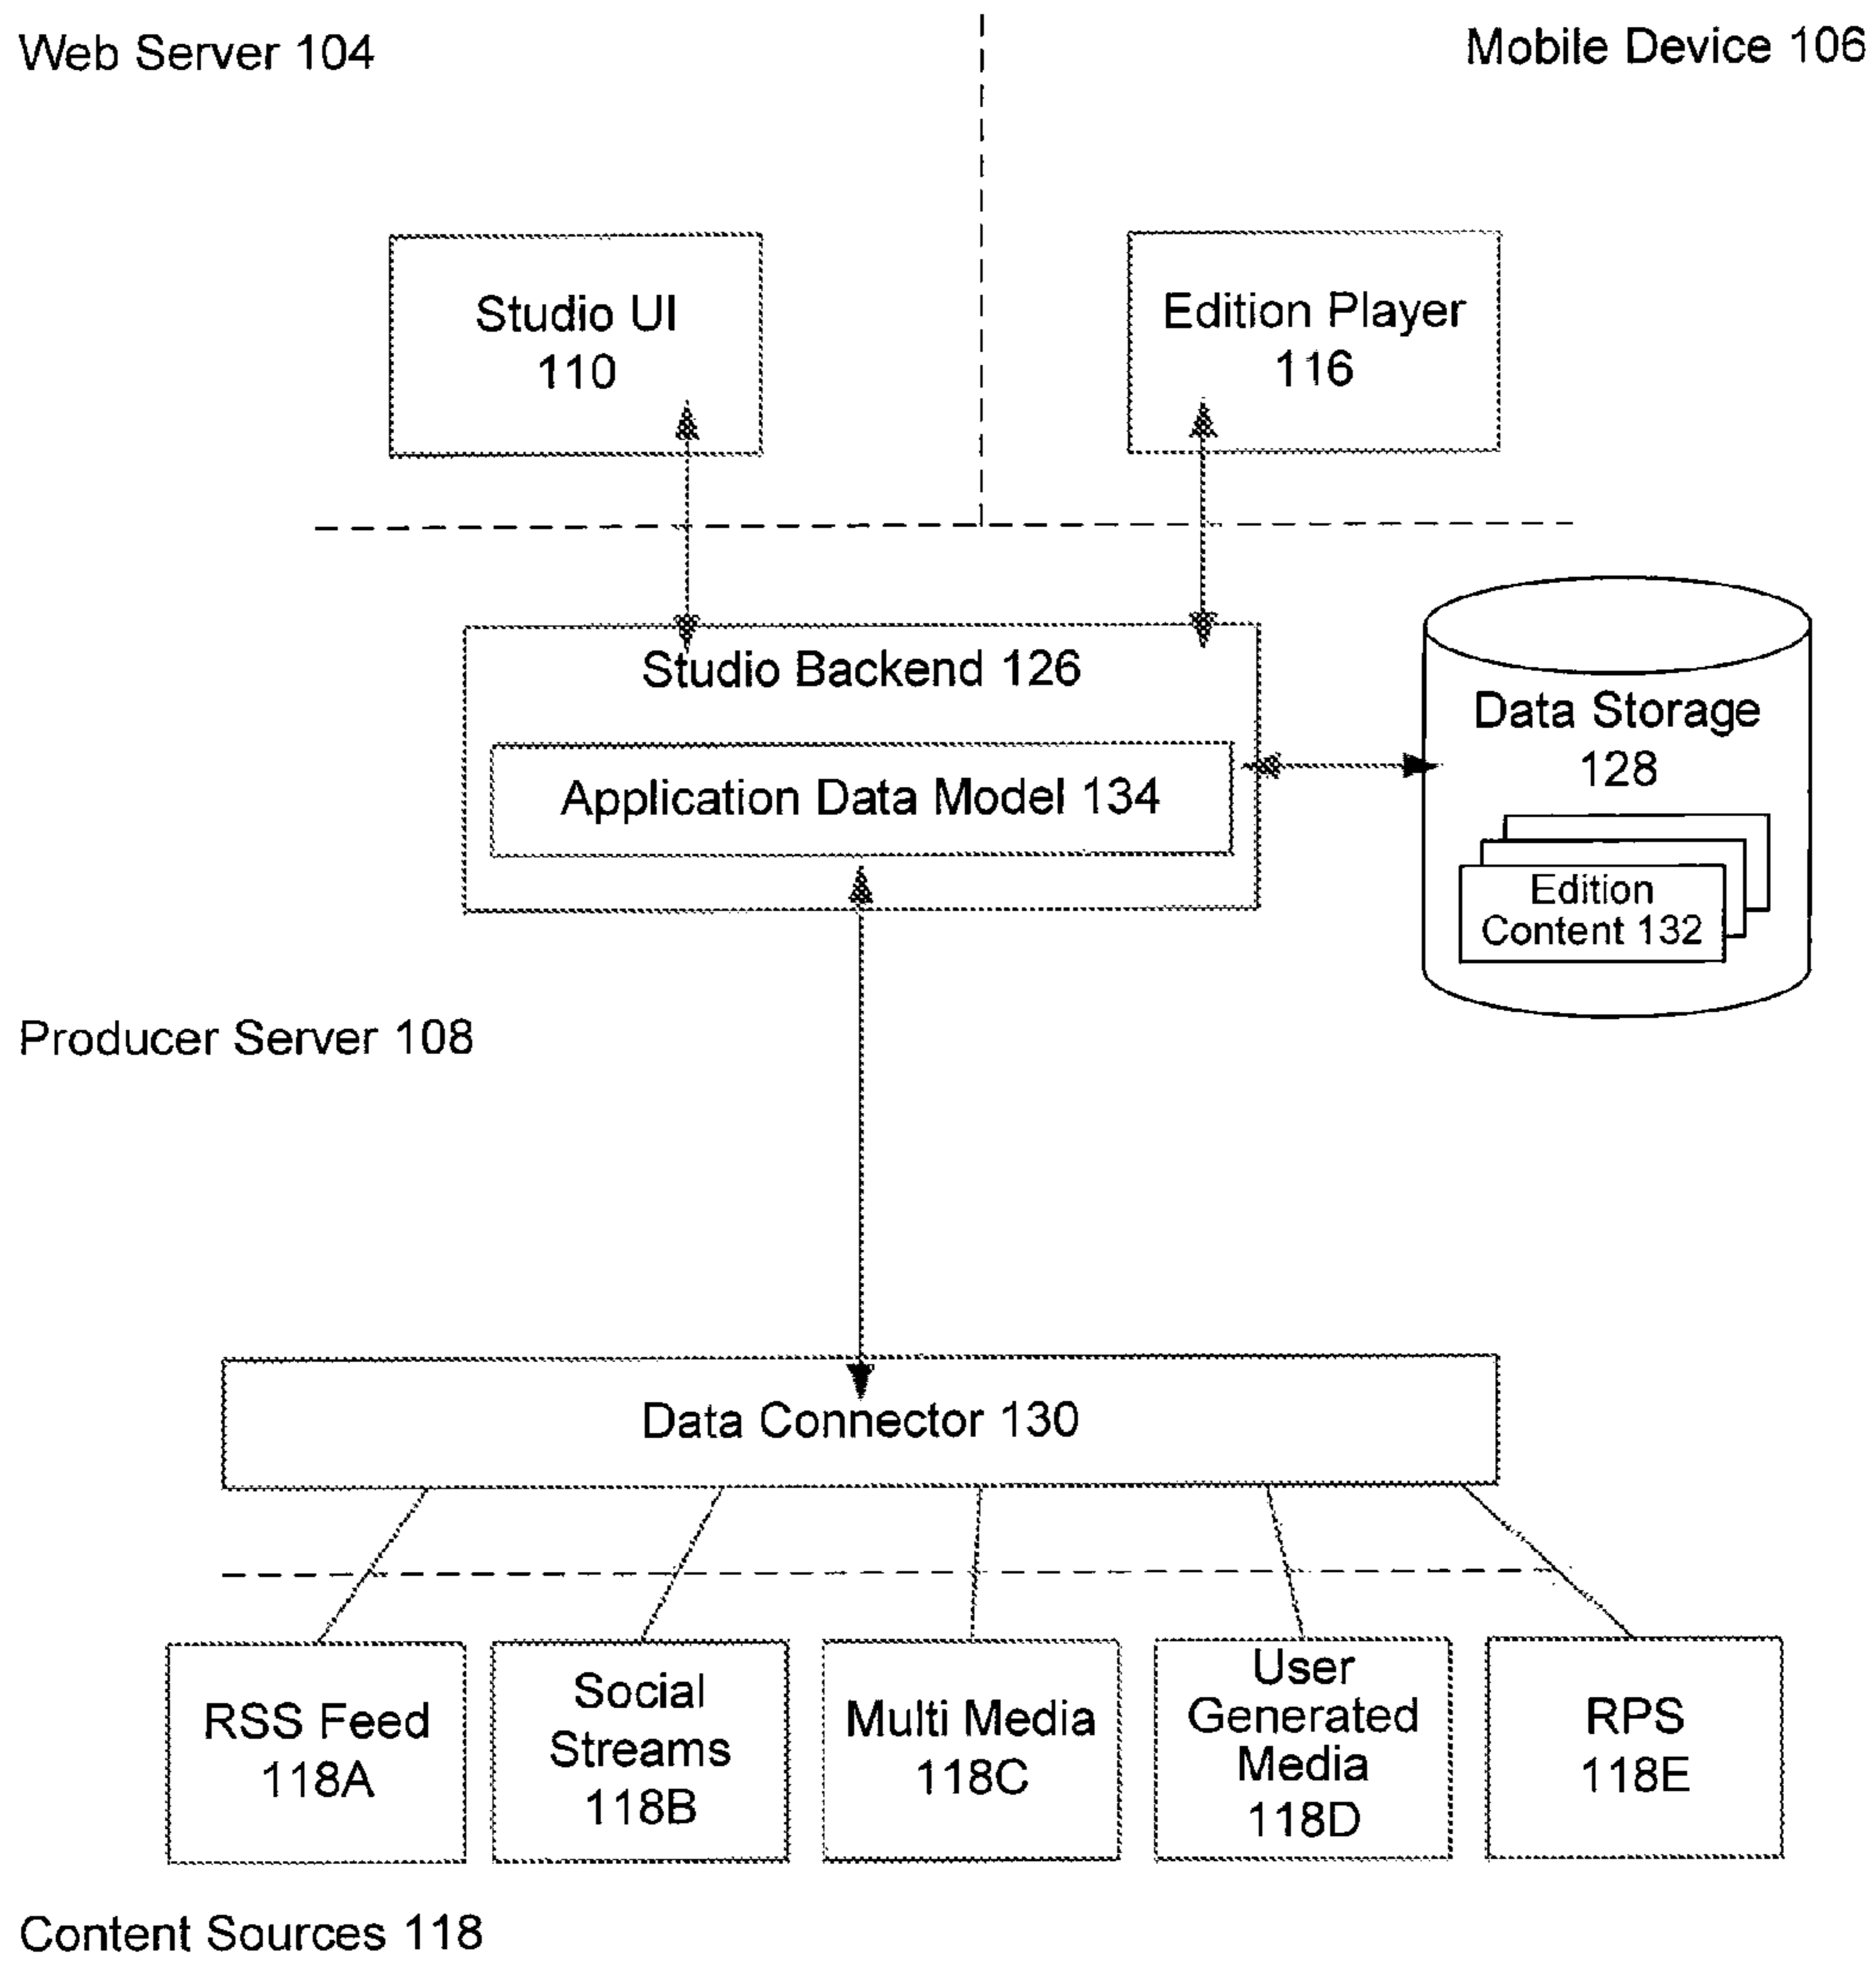 Web Server 104
Mobile Device 106
Studio UI
110
Edition Player
116
Studio Backend 126
Application Data Model 134
Data Storage
128
Edition
Content 132
Producer Server 108
Data Connector 130
RSS Feed
118A
Social
Streams
118B
Multi Media
118C
User
Generated
Media
118D
RPS
118E
Content Sources 118